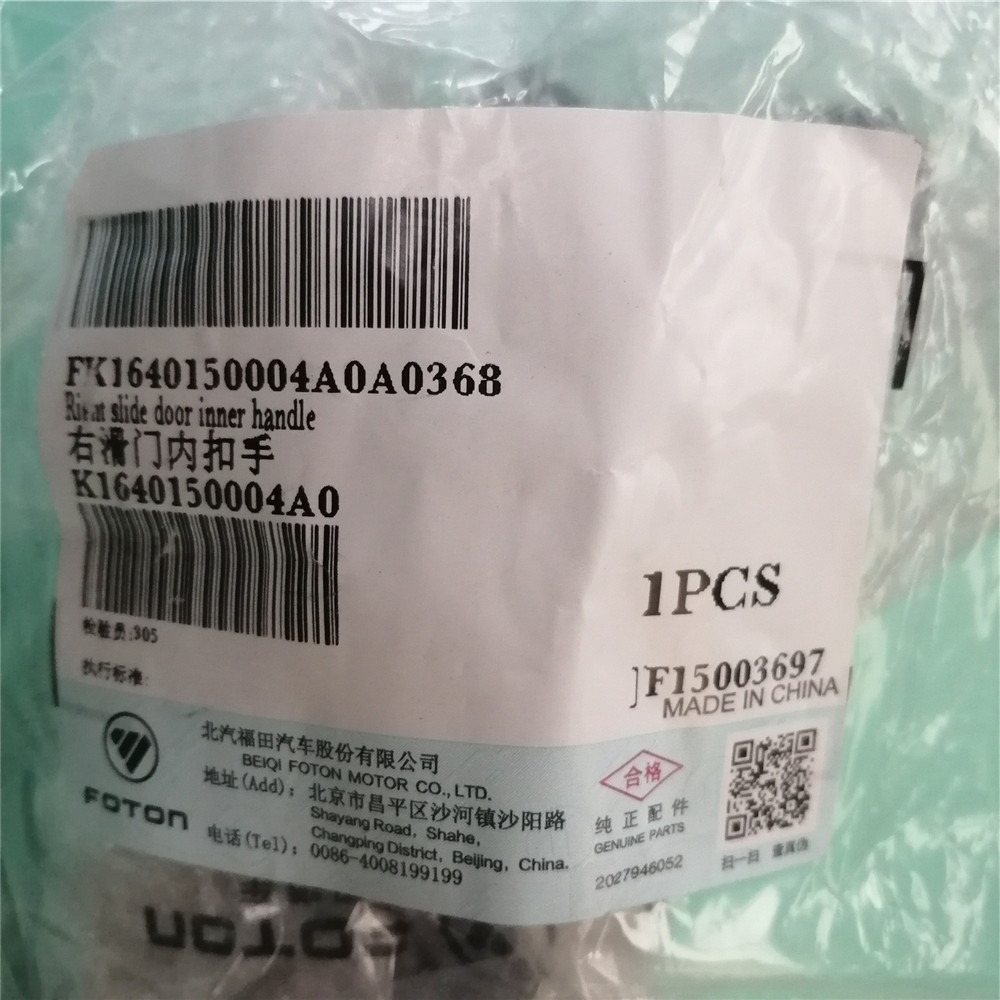 FK1640150004A0A0368
Right slide door inner handle
右滑门内扣手
K1640150004A0
检验员:305
执行标准:
1PCS
JF15003697
MADE IN CHINA
FOTON
北汽福田汽车股份有限公司
BEIQI FOTON MOTOR CO.,LTD.
地址(Add)：北京市昌平区沙河镇沙阳路
Shayang Road, Shahe,
Changping District, Beijing, China.
电话(Tel)：0086-4008199199
合格
纯正配件
GENUINE PARTS
2027946052
扫一扫 查真伪
FOTON